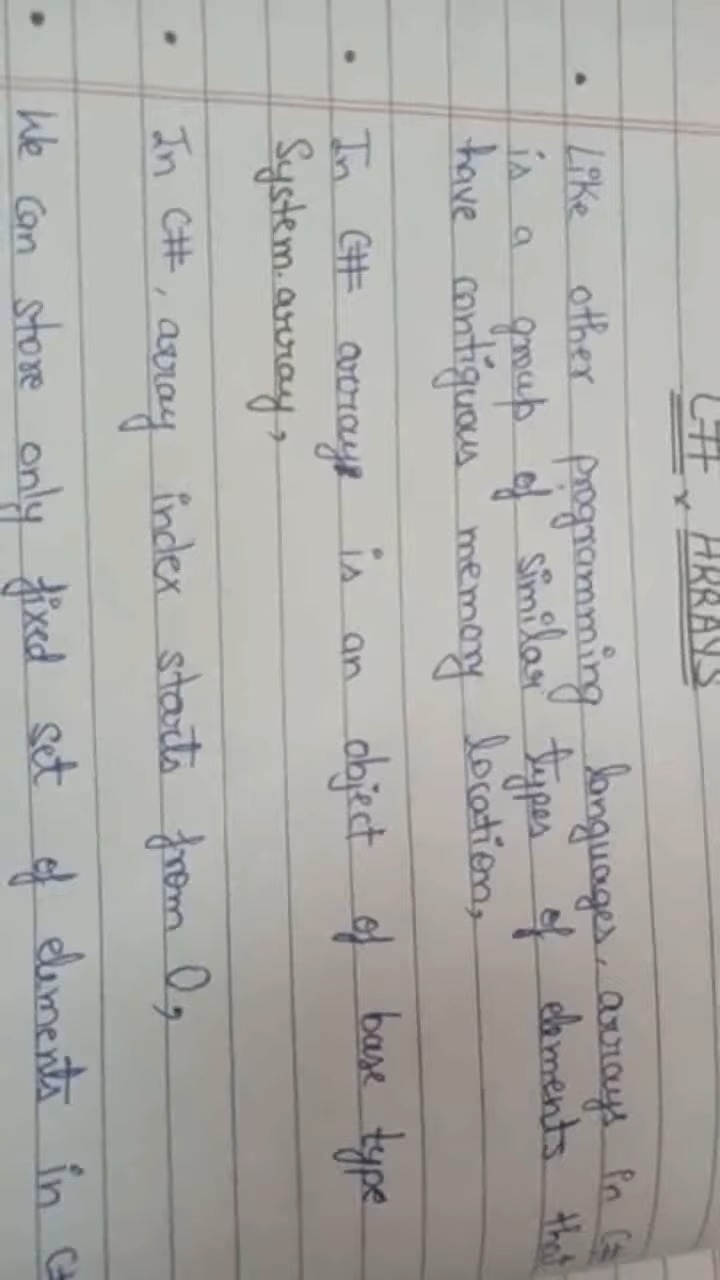 C# ARRAYS
Like other programming languages, arrays in C#
is a group of similar types of elements that
have contiguous memory location,
In C# array is an object of base type
System.array,
In C#, array index starts from 0,
We can store only fixed set of elements in